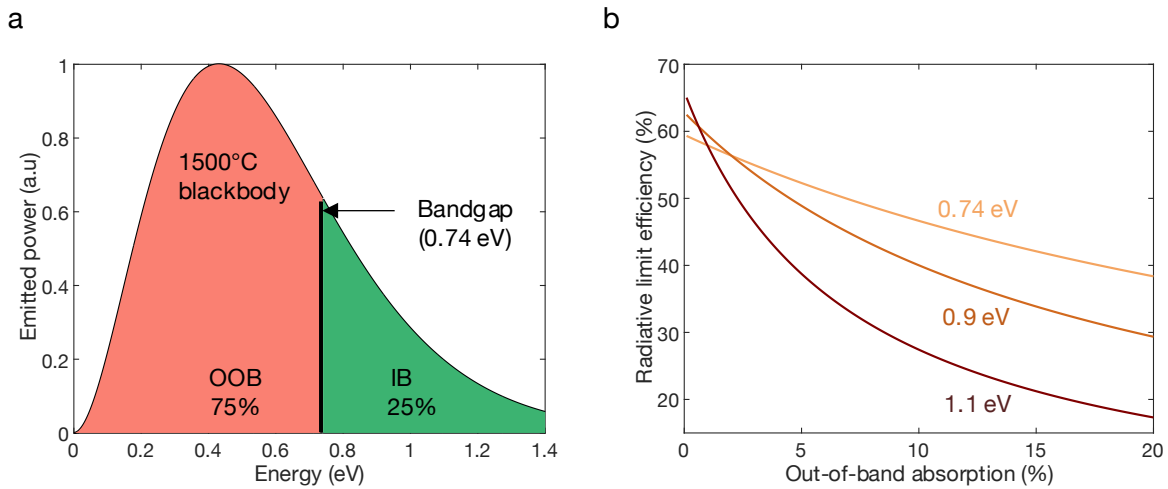 a
1
0.8
0.6
0.4
0.2
0
Emitted power (a.u)
1500°C
blackbody
Bandgap
(0.74 eV)
OOB
75%
IB
25%
0
0.2
0.4
0.6
0.8
1
1.2
1.4
Energy (eV)
b
70
60
50
40
30
20
Radiative limit efficiency (%)
0.74 eV
0.9 eV
1.1 eV
0
5
10
15
20
Out-of-band absorption (%)